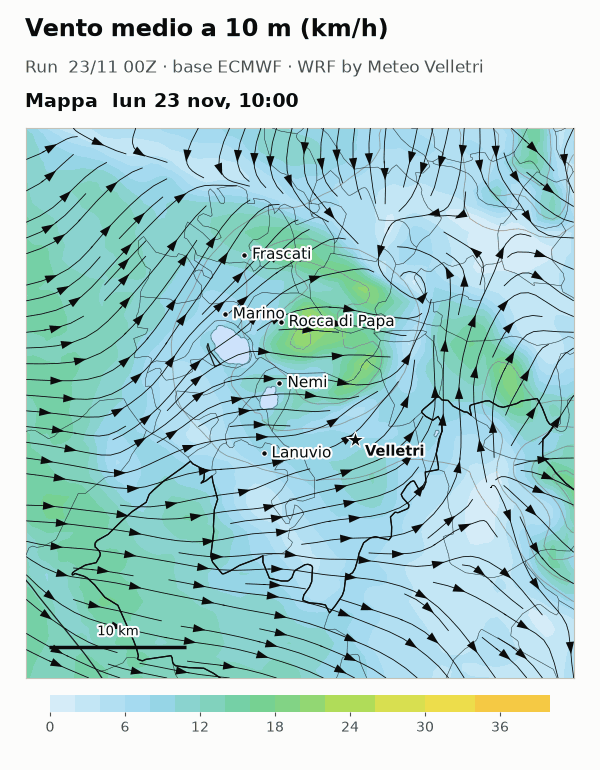 Vento medio a 10 m (km/h)
Run  23/11 00Z · base ECMWF · WRF by Meteo Velletri
Mappa  lun 23 nov, 10:00
Frascati
Marino
Rocca di Papa
Nemi
Velletri
Lanuvio
10 km
0 6 12 18 24 30 36